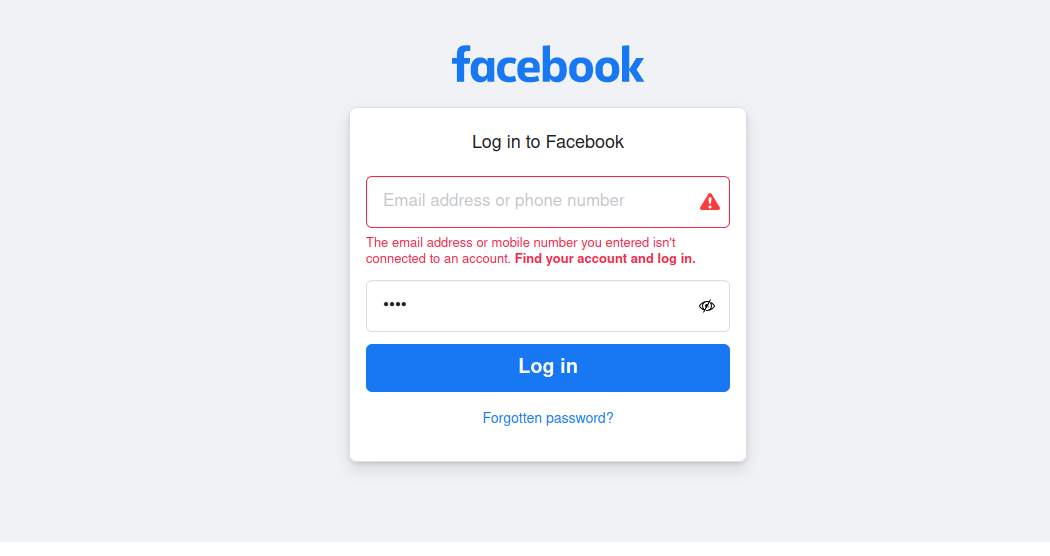 facebook
Log in to Facebook
Email address or phone number
The email address or mobile number you entered isn't
connected to an account. Find your account and log in.
••••
Log in
Forgotten password?